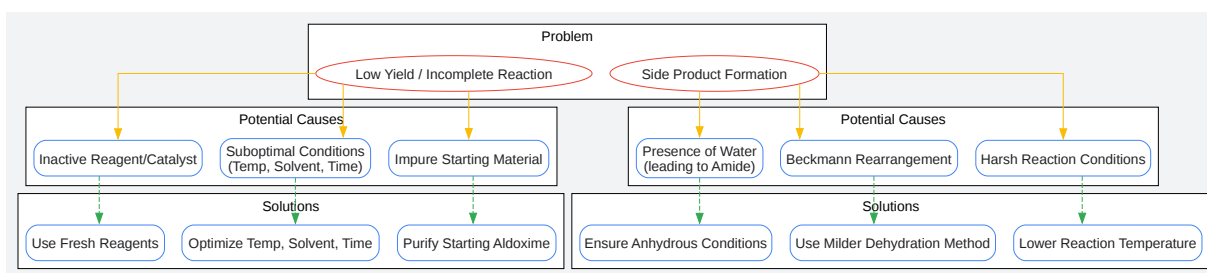 Problem
Low Yield / Incomplete Reaction
Side Product Formation
Potential Causes
Potential Causes
Inactive Reagent/Catalyst
Suboptimal Conditions
(Temp, Solvent, Time)
Impure Starting Material
Presence of Water
(leading to Amide)
Beckmann Rearrangement
Harsh Reaction Conditions
Solutions
Solutions
Use Fresh Reagents
Optimize Temp, Solvent, Time
Purify Starting Aldoxime
Ensure Anhydrous Conditions
Use Milder Dehydration Method
Lower Reaction Temperature